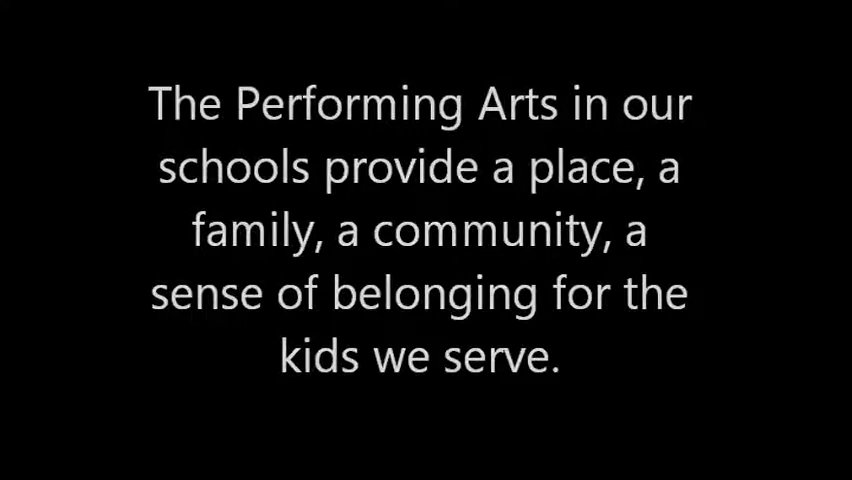 The Performing Arts in our
schools provide a place, a
family, a community, a
sense of belonging for the
kids we serve.